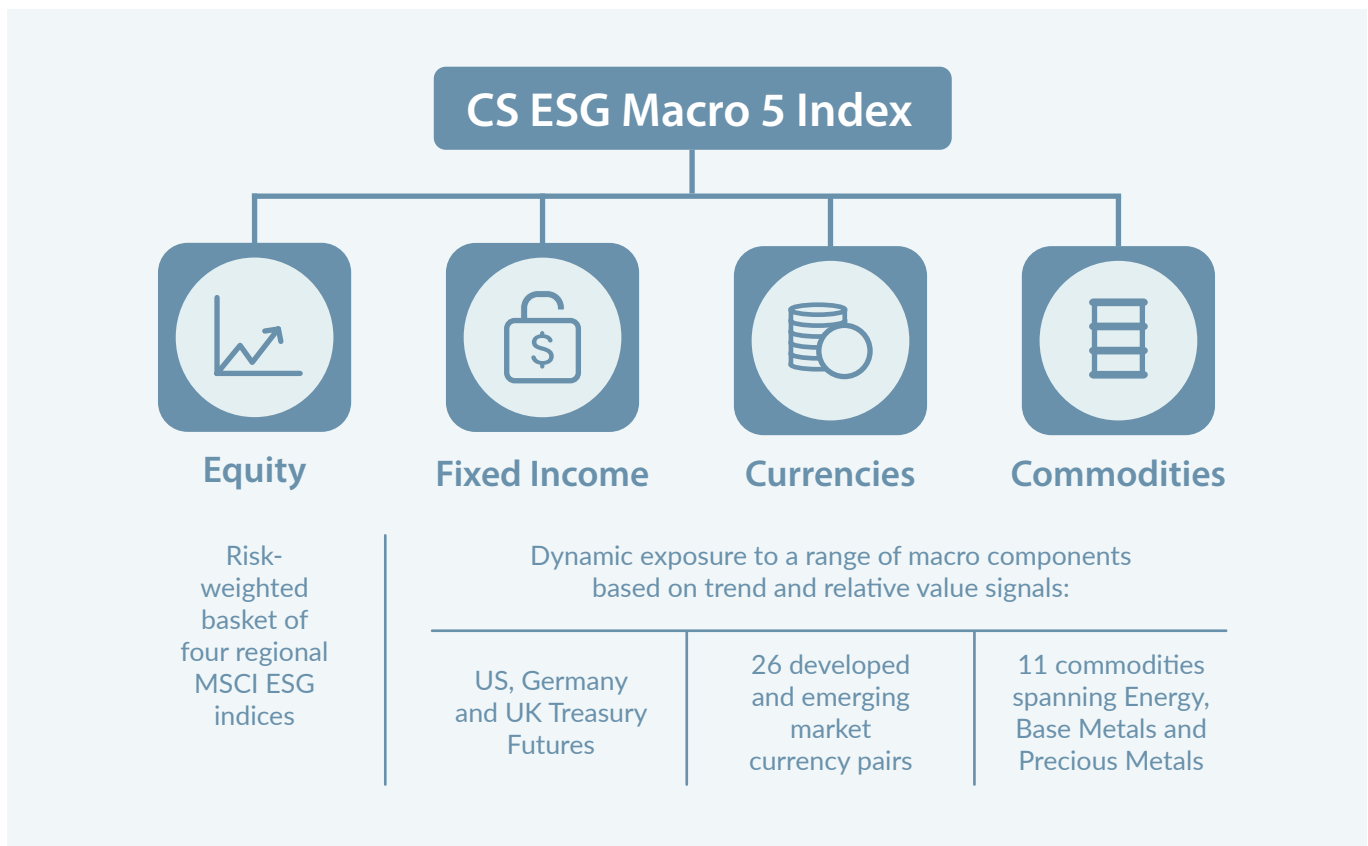 CS ESG Macro 5 Index
$
Equity
Fixed Income
Currencies
Commodities
Risk-
weighted
basket of
four regional
MSCI ESG
indices
Dynamic exposure to a range of macro components
based on trend and relative value signals:
US, Germany
and UK Treasury
Futures
26 developed
and emerging
market
currency pairs
11 commodities
spanning Energy,
Base Metals and
Precious Metals